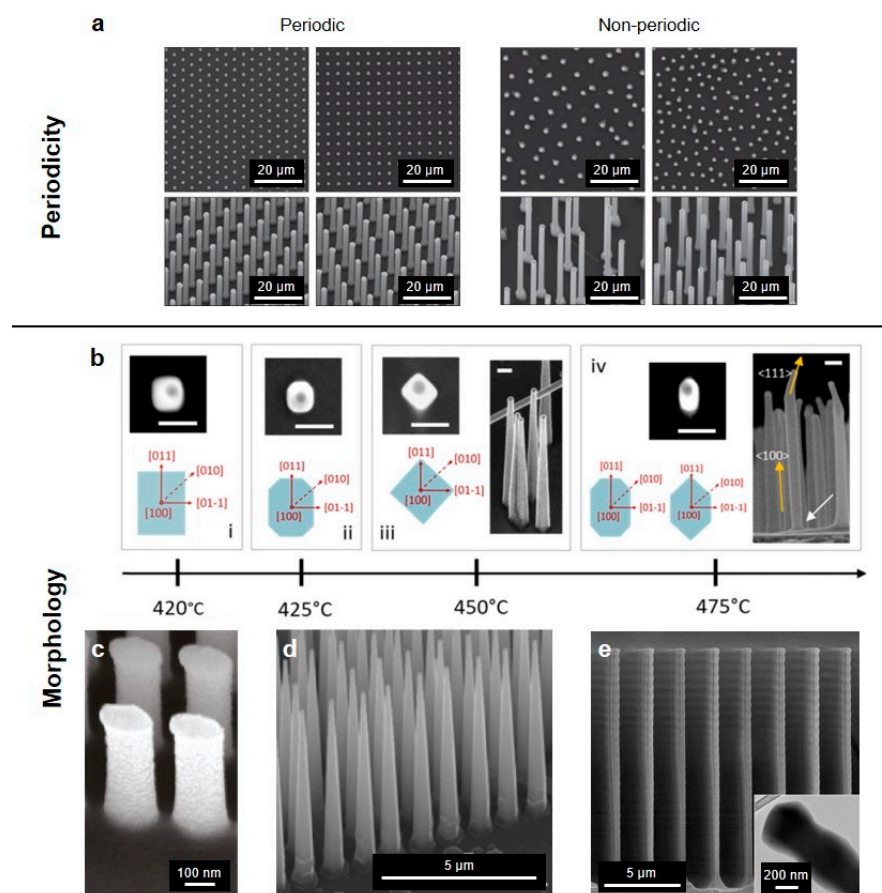 a
Periodic
Non-periodic
Periodicity
20 µm
20 µm
20 µm
20 µm
20 µm
20 µm
20 µm
20 µm
b
[011]
[010]
[01-1]
[100]
i
[011]
[010]
[01-1]
[100]
ii
[011]
[010]
[01-1]
[100]
iii
iv
[011]
[010]
[01-1]
[100]
[011]
[010]
[01-1]
[100]
<111>
<100>
420°C
425°C
450°C
475°C
Morphology
c
100 nm
d
5 µm
e
5 µm
200 nm